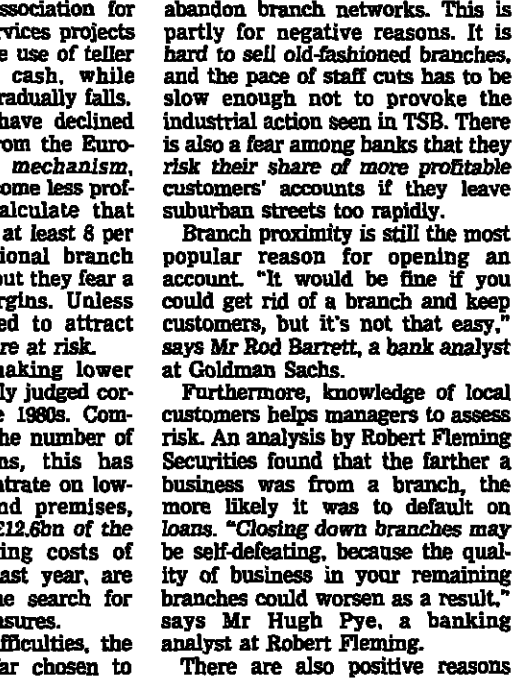 ssociation for
rvices projects
e use of teller
cash, while
radually falls.
have declined
rom the Euro-
mechanism,
come less prof-
alculate that
at least 8 per
ional branch
out they fear a
rgins. Unless
ed to attract
re at risk.
naking lower
ly judged cor-
e 1980s. Com-
he number of
ns, this has
ntrate on low-
nd premises,
£12.6bn of the
ing costs of
ast year, are
he search for
asures.
fficulties, the
ar chosen to
abandon branch networks. This is
partly for negative reasons. It is
hard to sell old-fashioned branches,
and the pace of staff cuts has to be
slow enough not to provoke the
industrial action seen in TSB. There
is also a fear among banks that they
risk their share of more profitable
customers' accounts if they leave
suburban streets too rapidly.
Branch proximity is still the most
popular reason for opening an
account. "It would be fine if you
could get rid of a branch and keep
customers, but it's not that easy,"
says Mr Rod Barrett, a bank analyst
at Goldman Sachs.
Furthermore, knowledge of local
customers helps managers to assess
risk. An analysis by Robert Fleming
Securities found that the farther a
business was from a branch, the
more likely it was to default on
loans. "Closing down branches may
be self-defeating, because the qual-
ity of business in your remaining
branches could worsen as a result,"
says Mr Hugh Pye, a banking
analyst at Robert Fleming.
There are also positive reasons